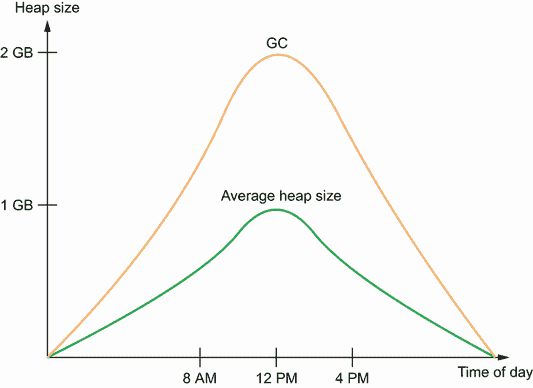 Heap size
2 GB
GC
1 GB
Average heap size
8 AM
12 PM
4 PM
Time of day